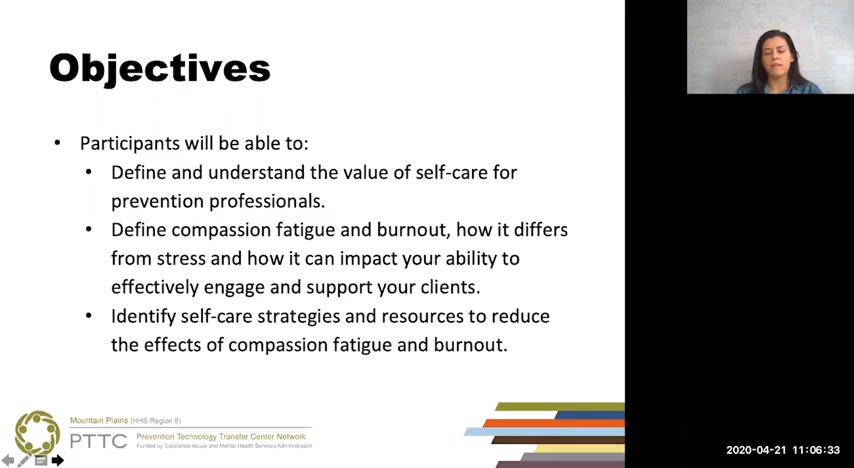 Objectives
• Participants will be able to:
• Define and understand the value of self-care for
prevention professionals.
• Define compassion fatigue and burnout, how it differs
from stress and how it can impact your ability to
effectively engage and support your clients.
• Identify self-care strategies and resources to reduce
the effects of compassion fatigue and burnout.
Mountain Plains (HHS Region 8)
PTTC Prevention Technology Transfer Center Network
Funded by Substance Abuse and Mental Health Services Administration
2020-04-21 11:06:33